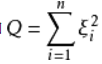 Q = \sum_{i=1}^{n} \xi_i^2